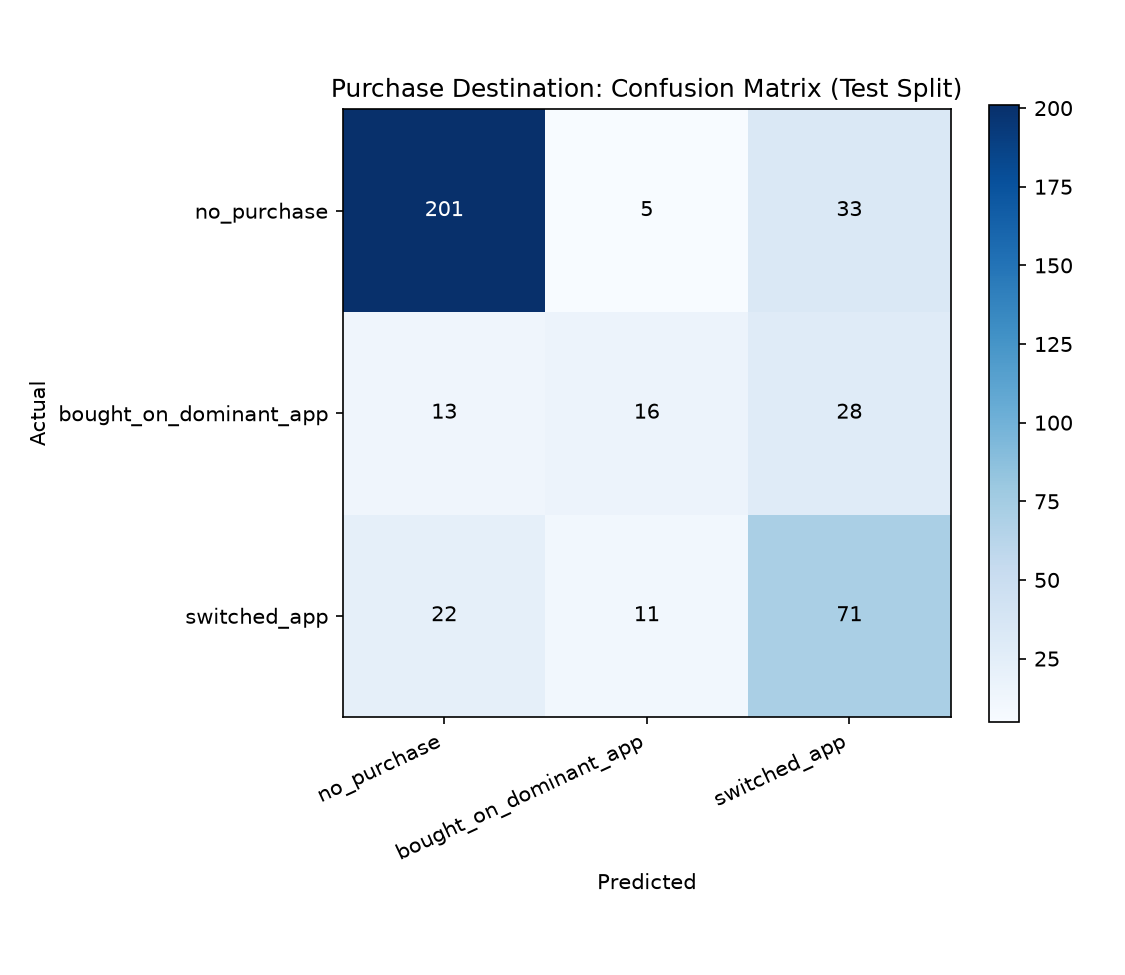 Purchase Destination: Confusion Matrix (Test Split)
Actual
no_purchase
201
5
33
bought_on_dominant_app
13
16
28
switched_app
22
11
71
no_purchase
bought_on_dominant_app
switched_app
Predicted
200
175
150
125
100
75
50
25